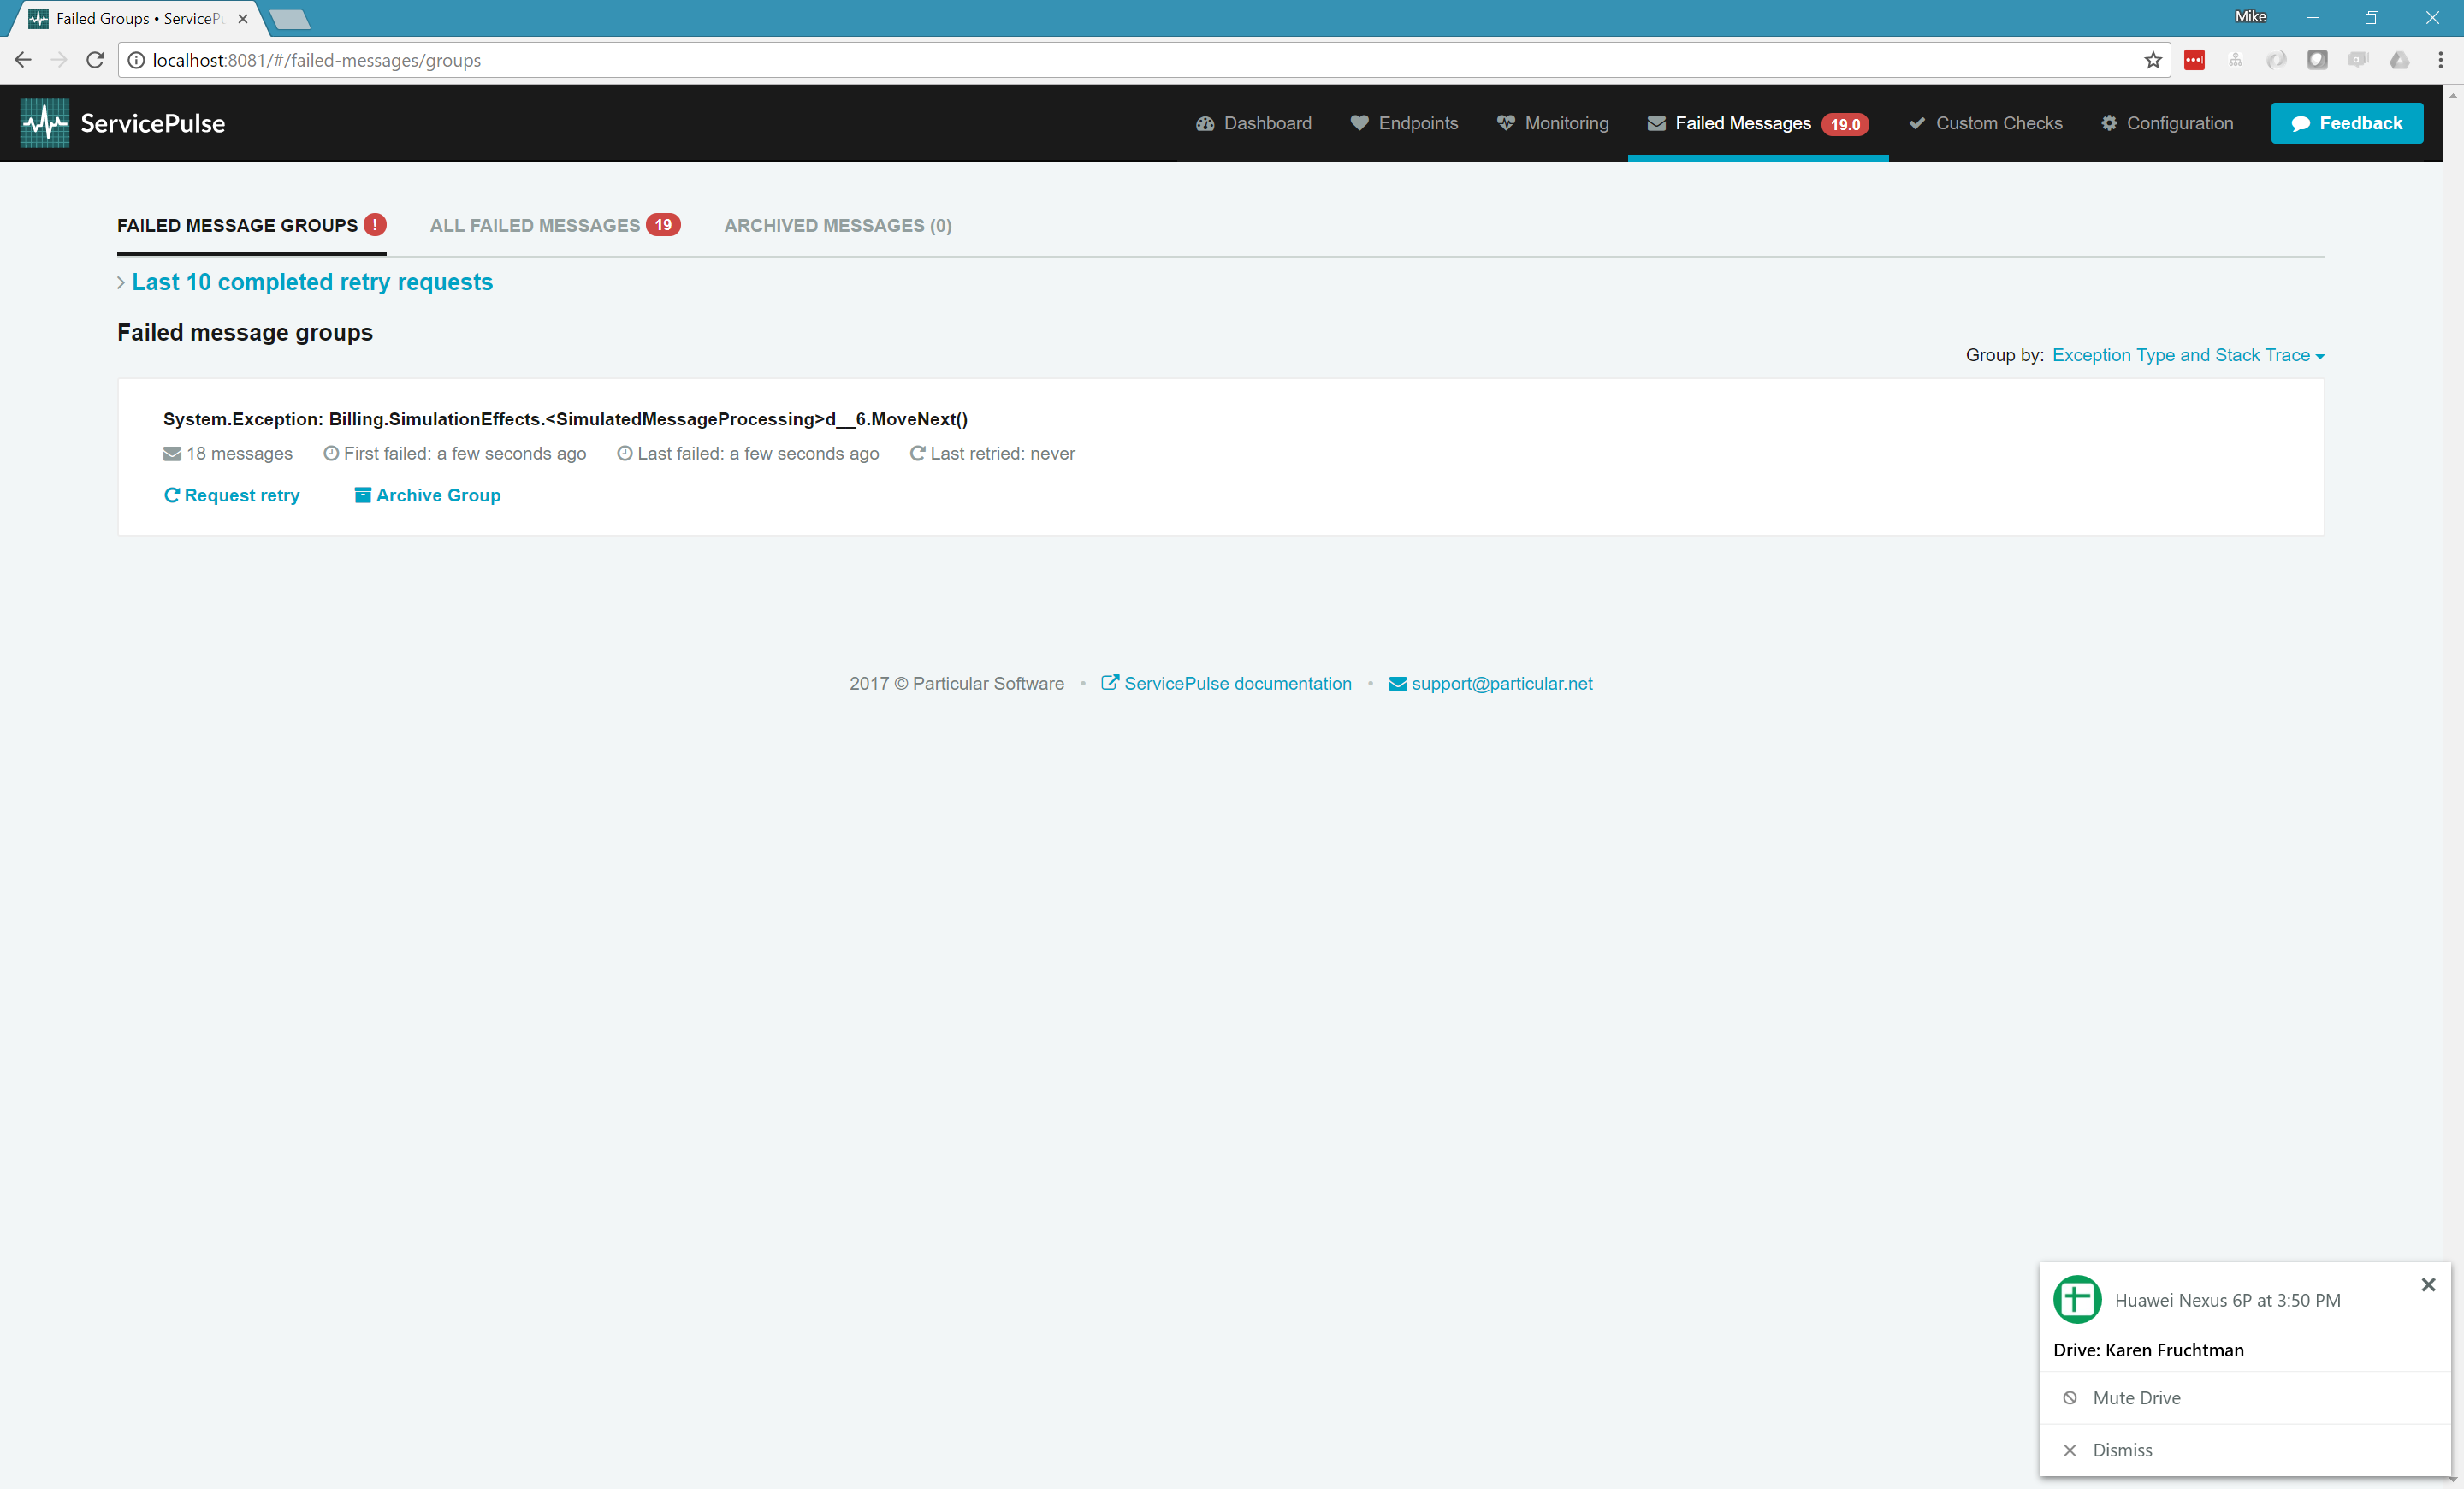 Failed Groups • ServicePu
Mike
localhost:8081/#/failed-messages/groups
ServicePulse
Dashboard
Endpoints
Monitoring
Failed Messages 19.0
Custom Checks
Configuration
Feedback
FAILED MESSAGE GROUPS !
ALL FAILED MESSAGES 19
ARCHIVED MESSAGES (0)
Last 10 completed retry requests
Failed message groups
Group by: Exception Type and Stack Trace
System.Exception: Billing.SimulationEffects.<SimulatedMessageProcessing>d__6.MoveNext()
18 messages
First failed: a few seconds ago
Last failed: a few seconds ago
Last retried: never
Request retry
Archive Group
2017 © Particular Software • ServicePulse documentation • support@particular.net
Huawei Nexus 6P at 3:50 PM
Drive: Karen Fruchtman
Mute Drive
Dismiss